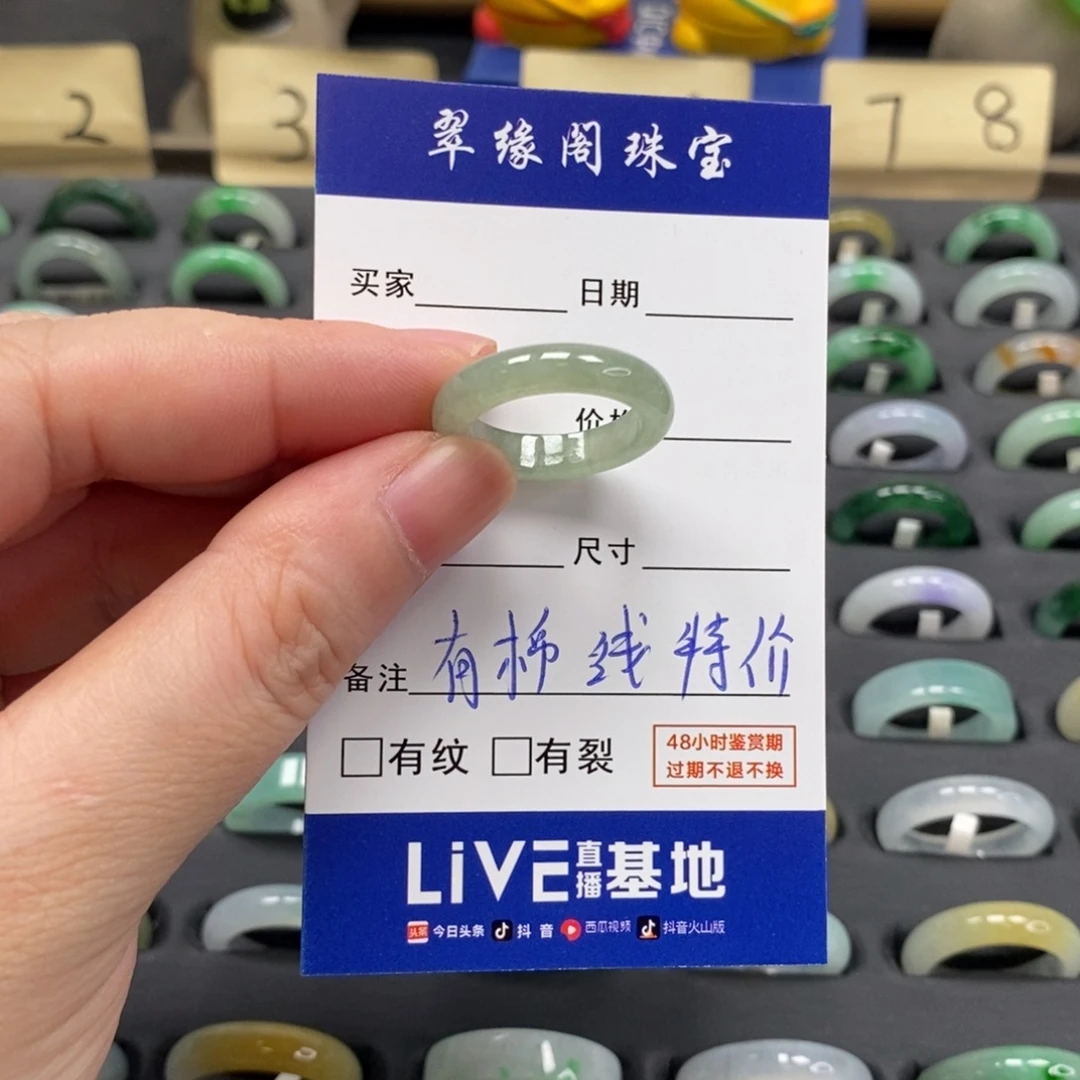 2
3
7 8
翠缘阁珠宝
买家 日期
价格
尺寸
备注 有棉线特价
有纹 有裂
48小时鉴赏期
过期不退不换
LiVE直播基地
头条 今日头条 抖音 西瓜视频 抖音火山版